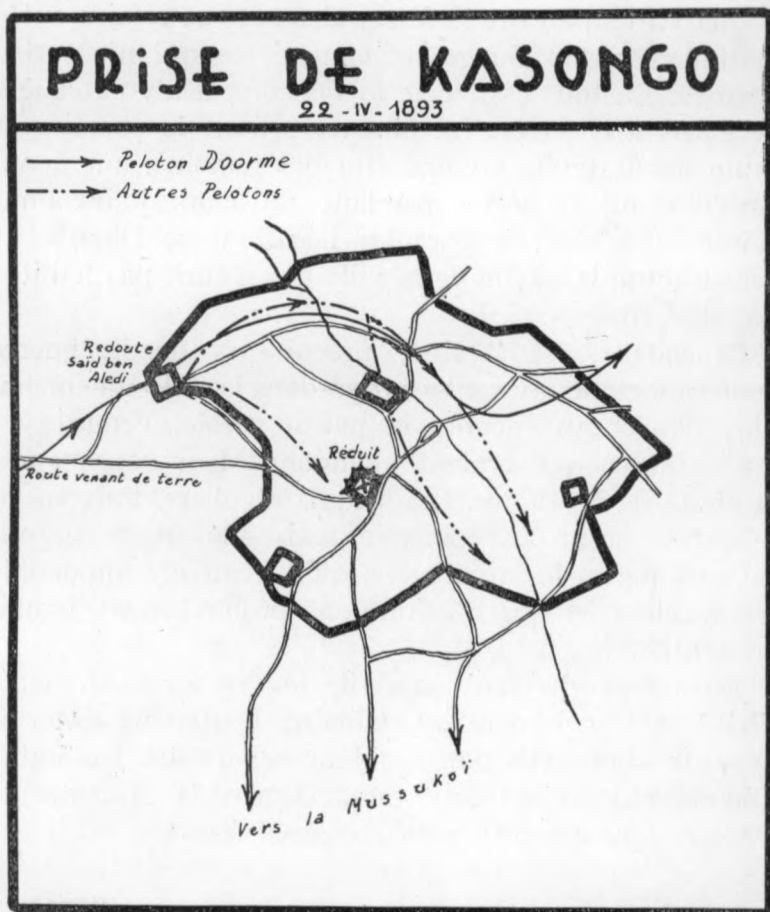 PRISE DE KASONGO
22-IV-1893
Peloton Doorme
Autres Pelotons
Redoute
Saïd ben
Aledi
Réduit
Route venant de terre
Vers la Mussukoï